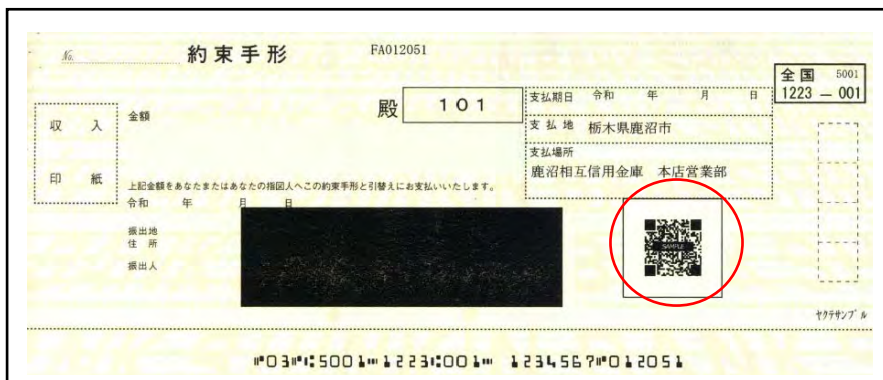 No. 約束手形 FA012051
全国 5001
1223 － 001
殿 101
支払期日 令和 年 月 日
支払地 栃木県鹿沼市
支払場所
鹿沼相互信用金庫 本店営業部
収入
印紙
金額
上記金額をあなたまたはあなたの指図人へこの約束手形と引替えにお支払いいたします。
令和 年 月 日
振出地
住所
振出人
SAMPLE
ヤクテサンプル
⑈03⑈⑆5001⑉1223⑆001⑉ 1234567⑈012051